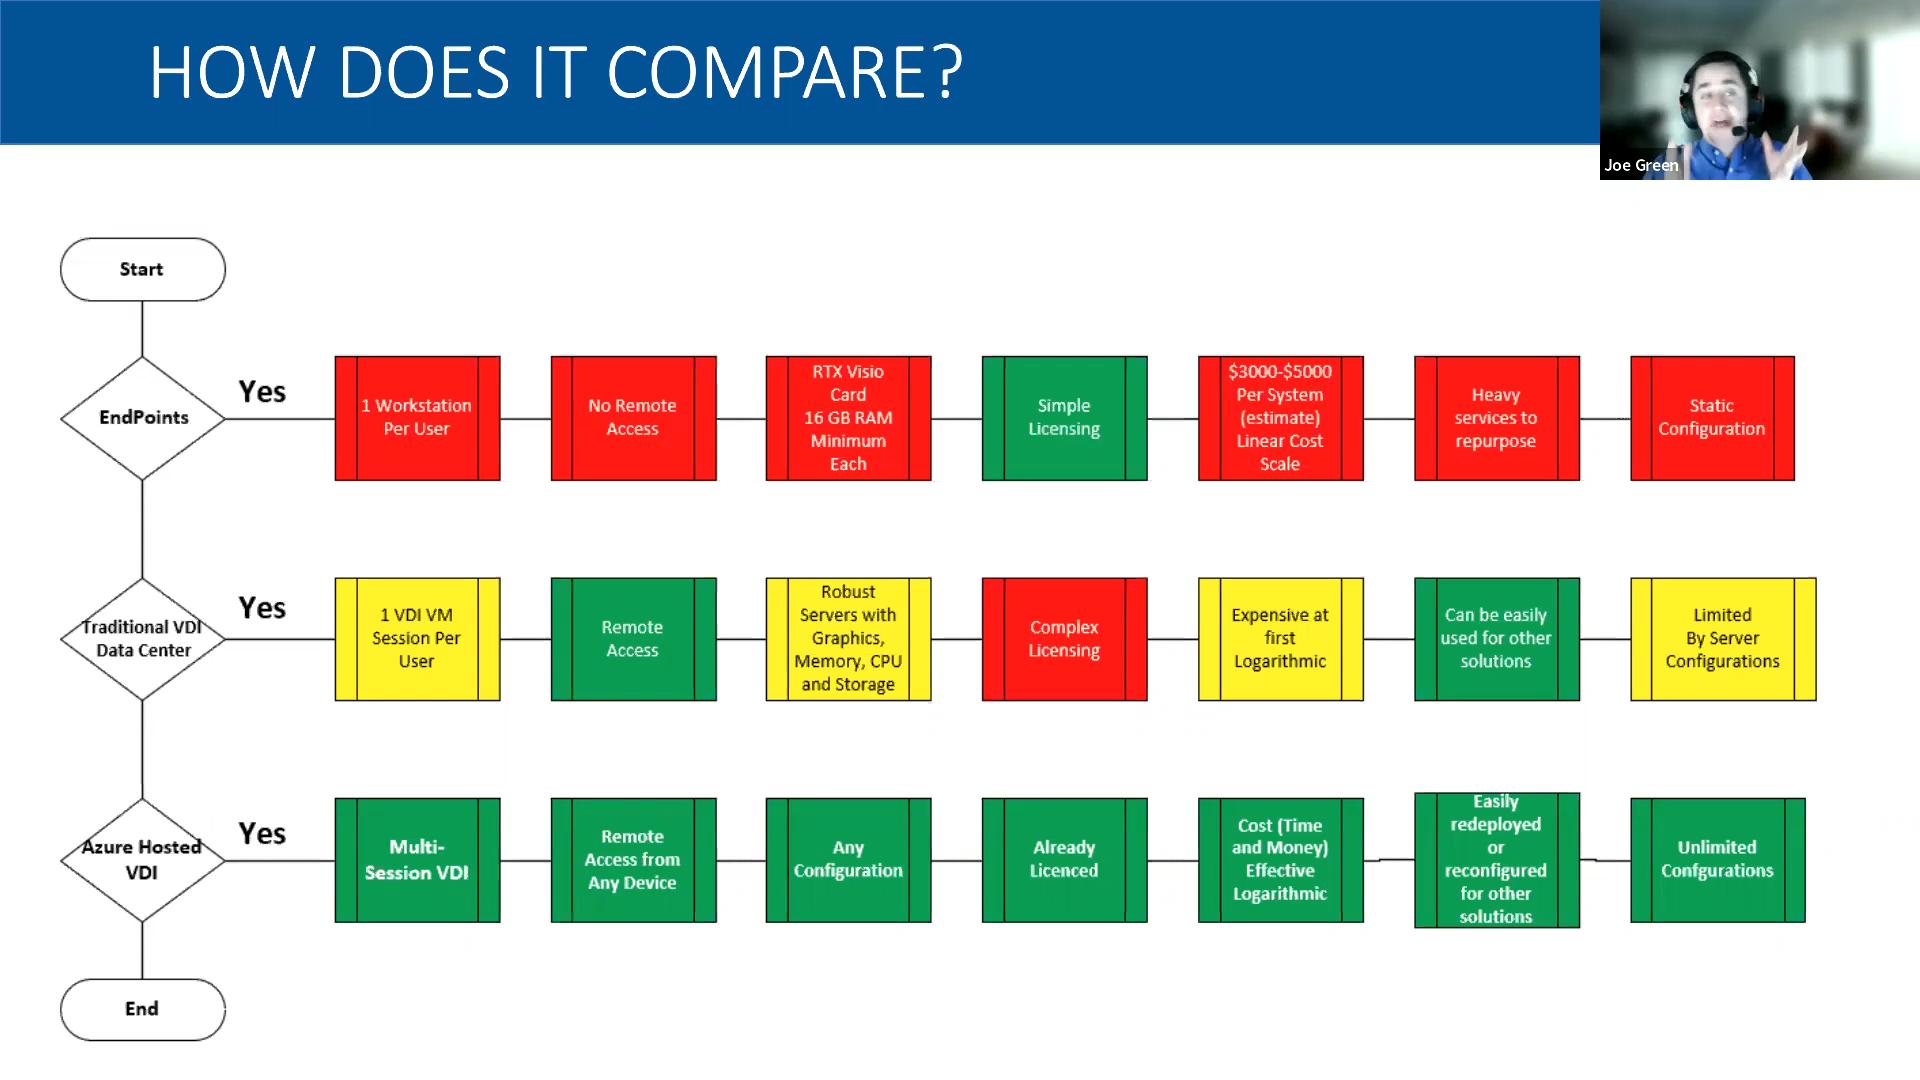 HOW DOES IT COMPARE?
Joe Green
Start
EndPoints
Yes
1 Workstation
Per User
No Remote
Access
RTX Visio
Card
16 GB RAM
Minimum
Each
Simple
Licensing
$3000-$5000
Per System
(estimate)
Linear Cost
Scale
Heavy
services to
repurpose
Static
Configuration
Traditional VDI
Data Center
Yes
1 VDI VM
Session Per
User
Remote
Access
Robust
Servers with
Graphics,
Memory, CPU
and Storage
Complex
Licensing
Expensive at
first
Logarithmic
Can be easily
used for other
solutions
Limited
By Server
Configurations
Azure Hosted
VDI
Yes
Multi-
Session VDI
Remote
Access from
Any Device
Any
Configuration
Already
Licenced
Cost (Time
and Money)
Effective
Logarithmic
Easily
redeployed
or
reconfigured
for other
solutions
Unlimited
Confgurations
End